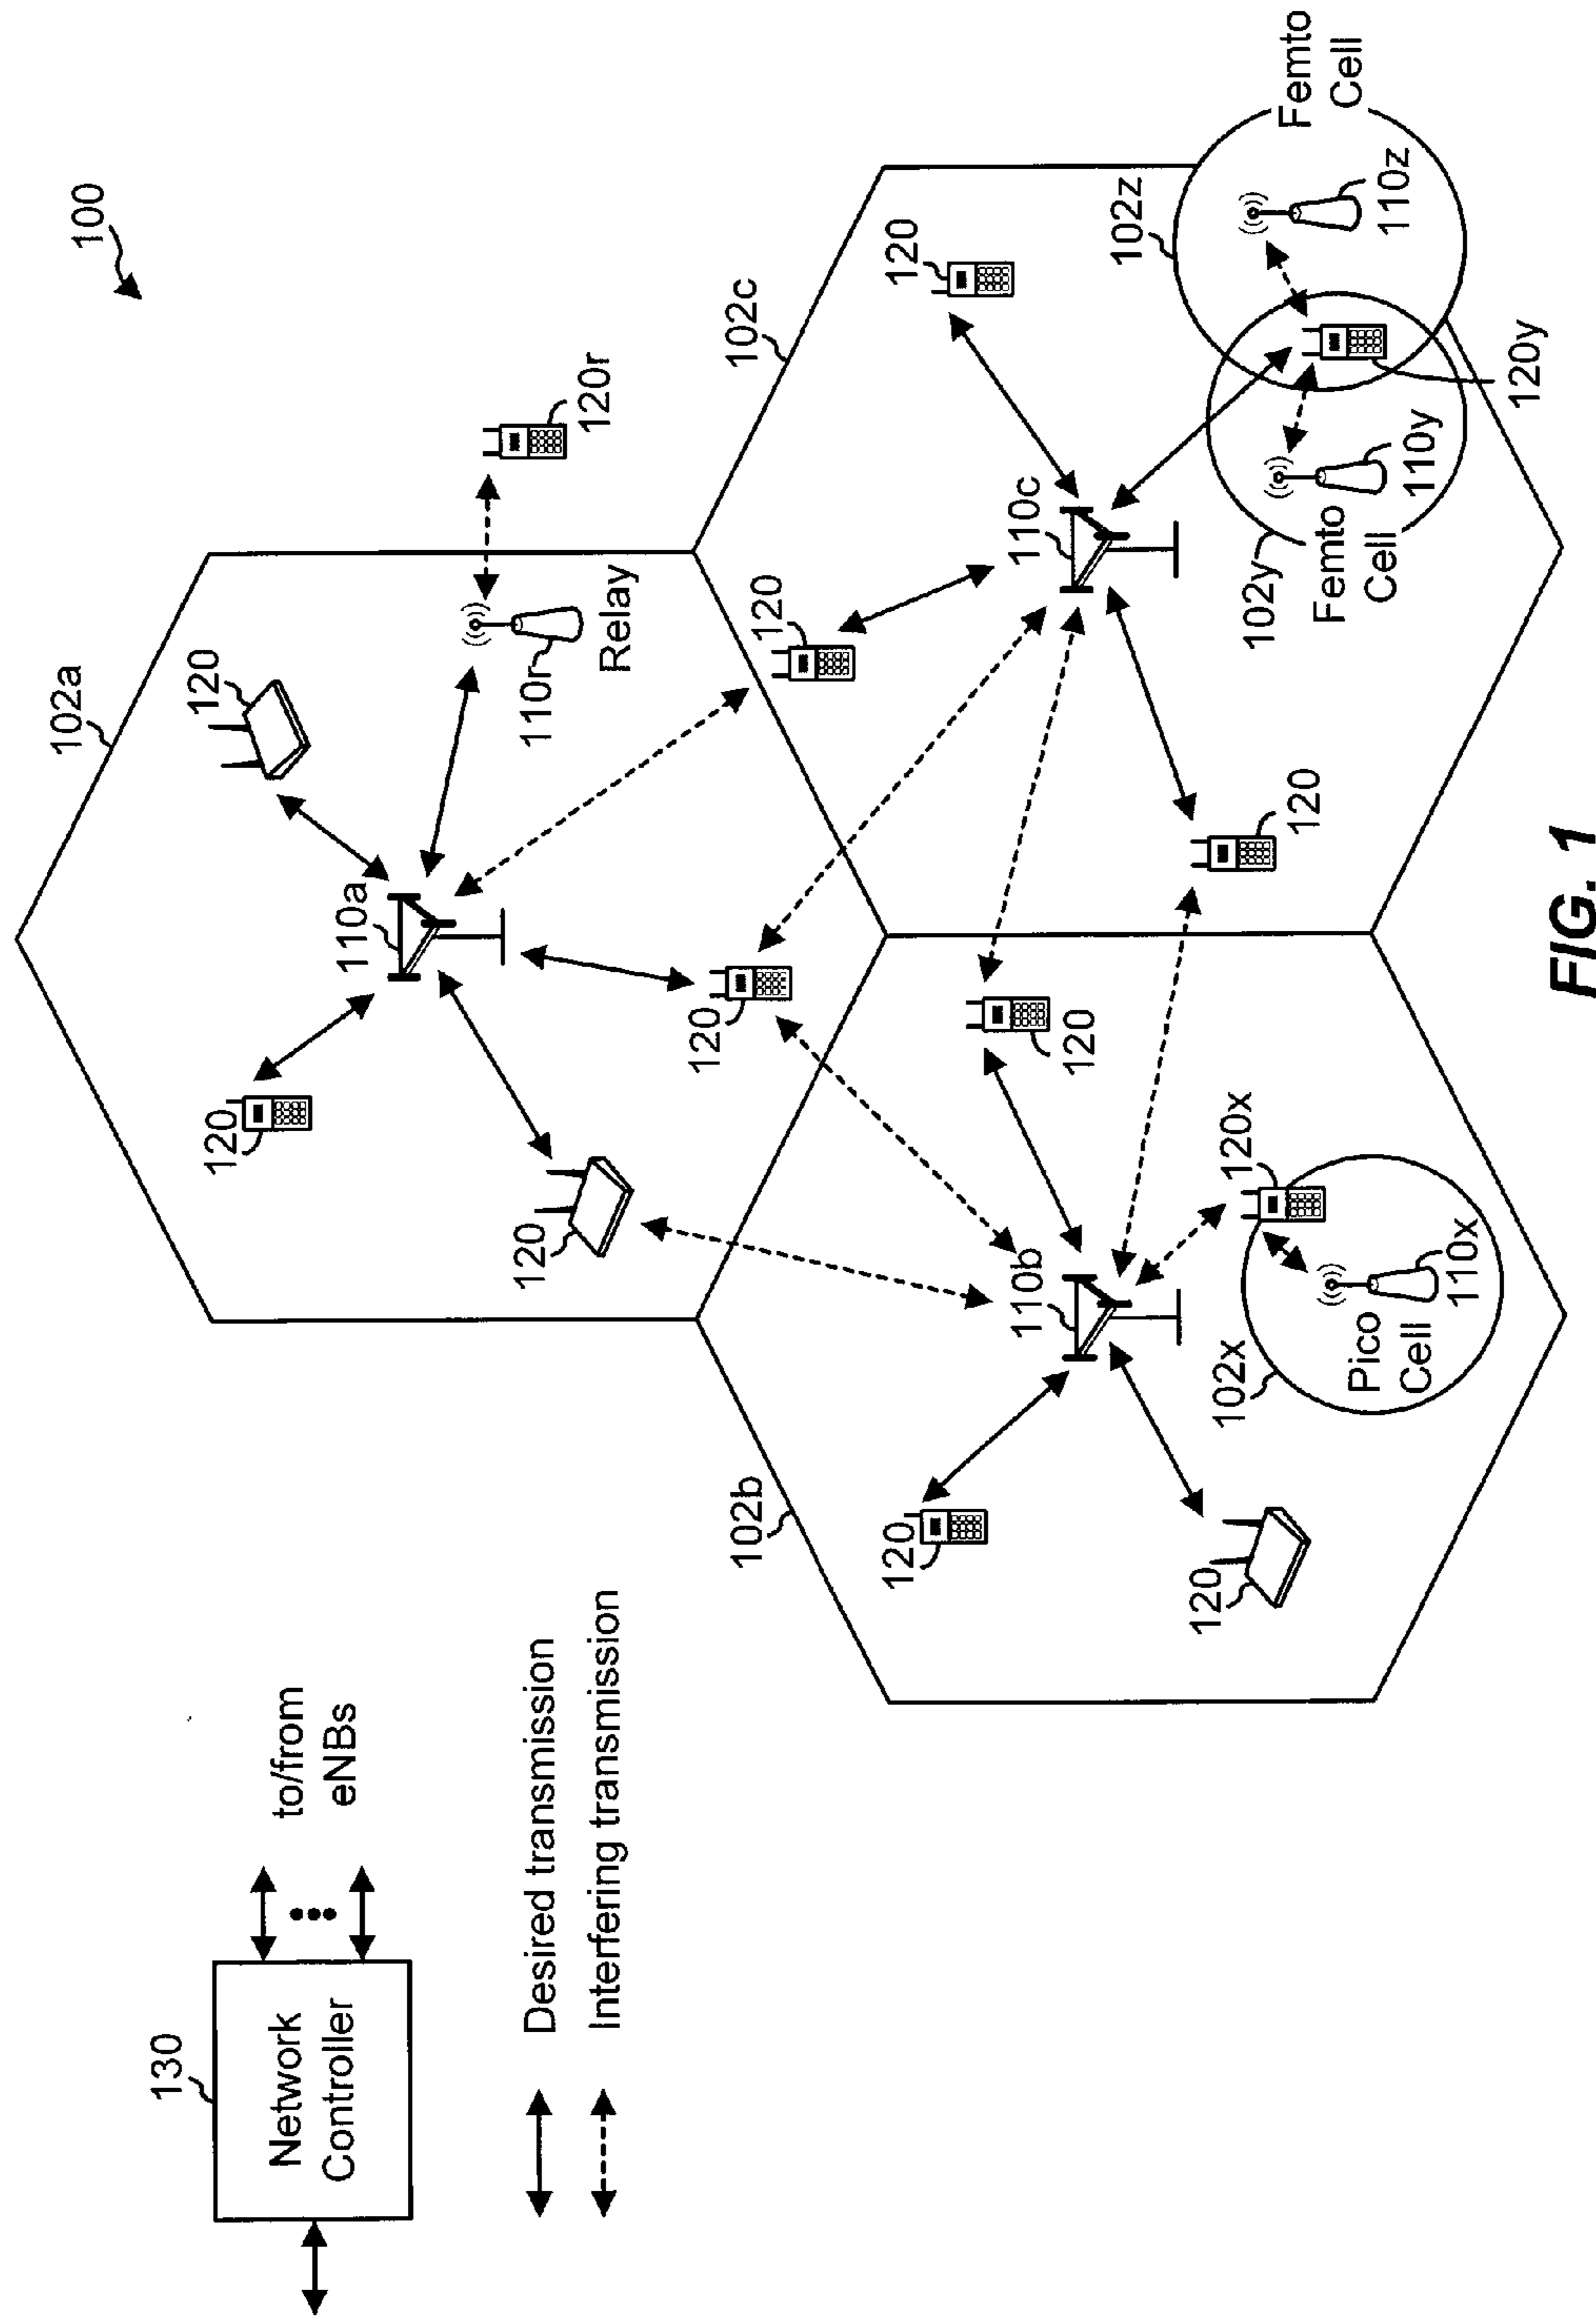 100
130
Network
Controller
to/from
eNBs
Desired transmission
Interfering transmission
102a
120
120
110a
120
120
110r
Relay
120r
102b
120
120
110b
120
120x
102x
Pico
Cell
110x
102c
120
120
110c
120
102y
Femto
Cell
110y
120y
102z
110z
Femto
Cell
FIG. 1